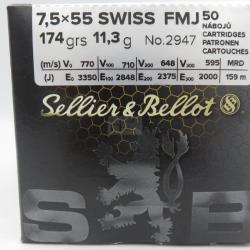 7,5×55 SWISS FMJ 50
174 grs 11,3 g No. 2947
NÁBOJŮ
CARTRIDGES
PATRONEN
CARTOUCHES
(m/s) V0 770 V100 710 V200 648 V300 595 MRD
(J) E0 3350 E100 2848 E200 2375 E300 2000 159 m
Sellier & Bellot
S B